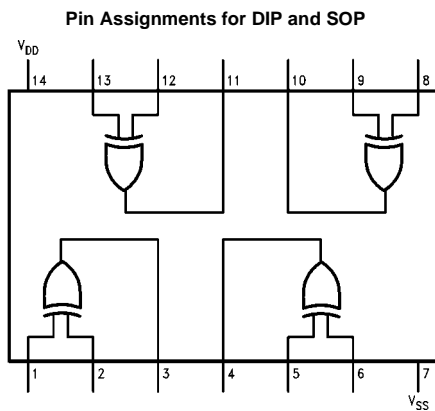 Pin Assignments for DIP and SOP
VDD
14 13 12 11 10 9 8
1 2 3 4 5 6 7
VSS